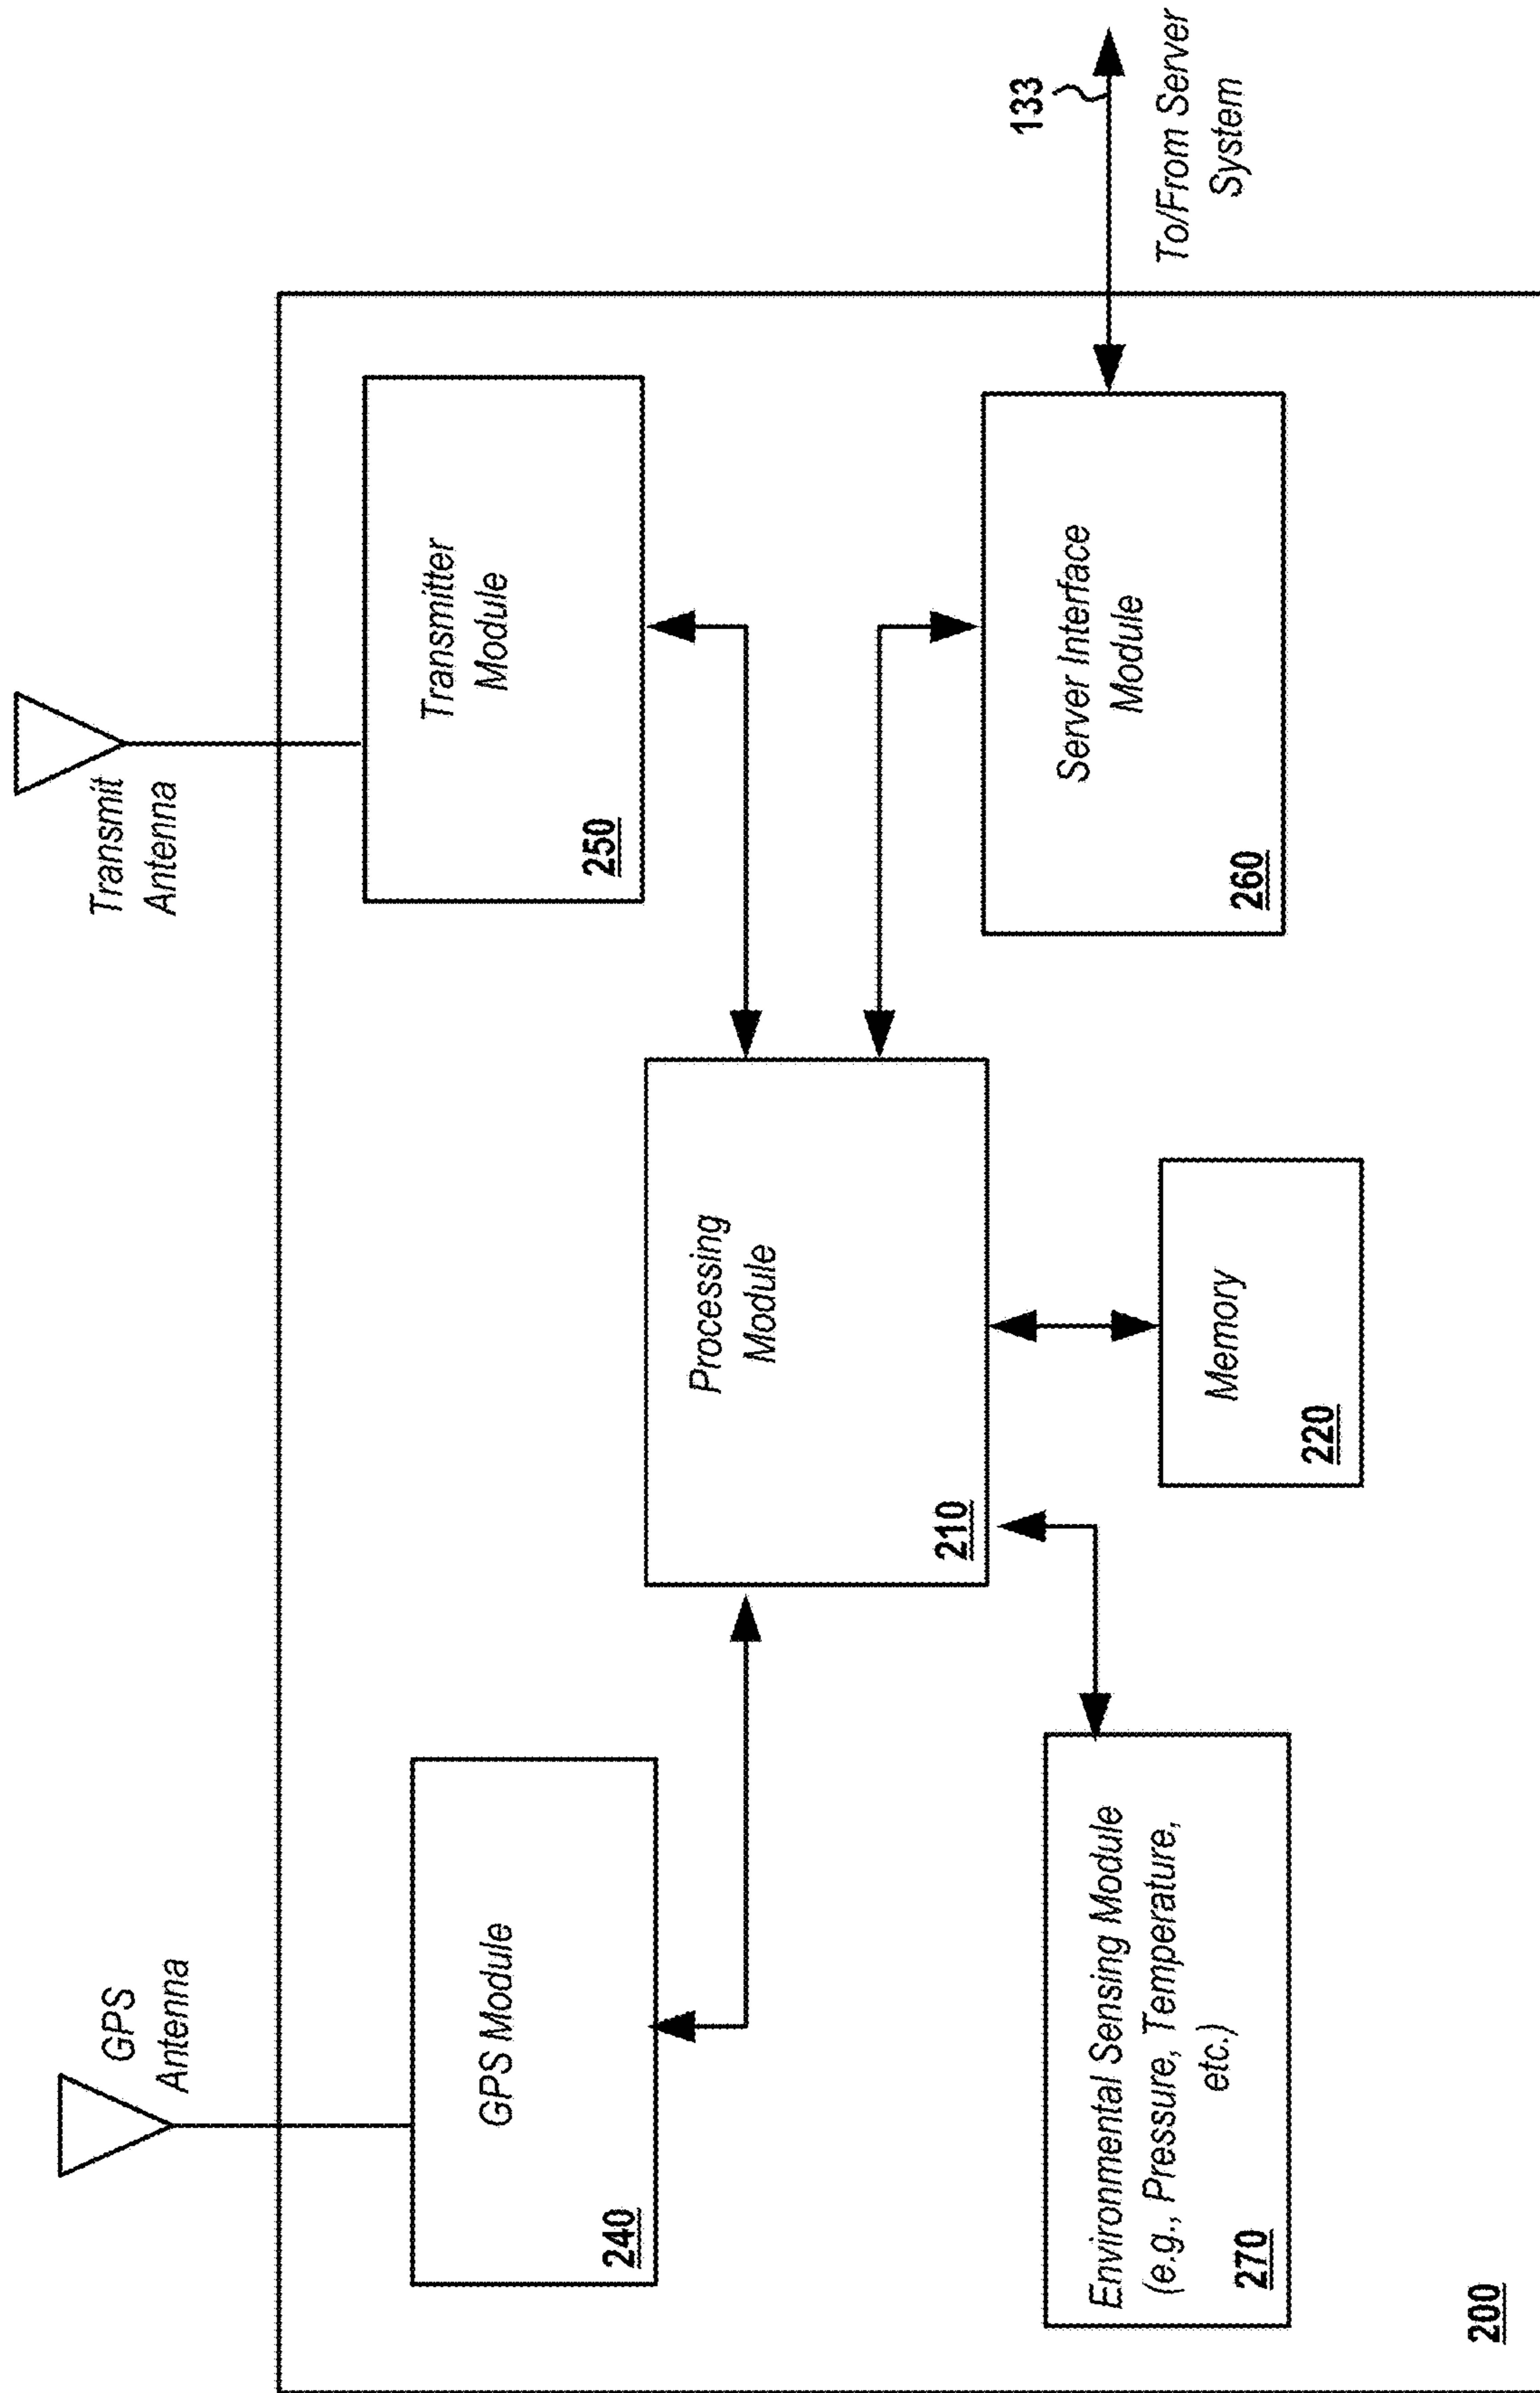 GPS
Antenna
Transmit
Antenna
GPS Module
240
Transmitter
Module
250
Processing
Module
210
Environmental Sensing Module
(e.g., Pressure, Temperature,
etc.)
270
Memory
220
Server Interface
Module
260
133
To/From Server
System
200